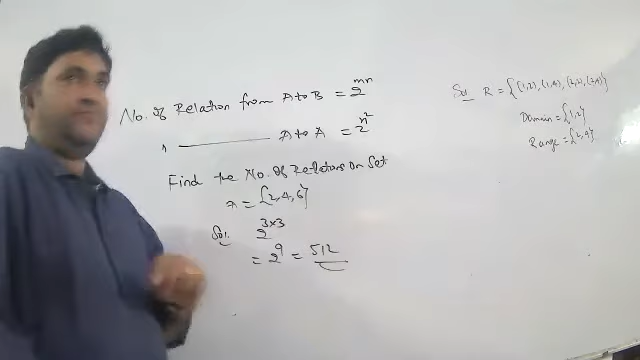 No. of Relation from A to B = 2^mn
" ———— A to A = 2^n²
Find the No. of Relations on Set
A = {2,4,6}
Sol. 2^3×3
= 2^9 = 512
Sol. R = {(1,2), (1,4), (2,2), (2,4)}
Domain = {1,2}
Range = {2,4}